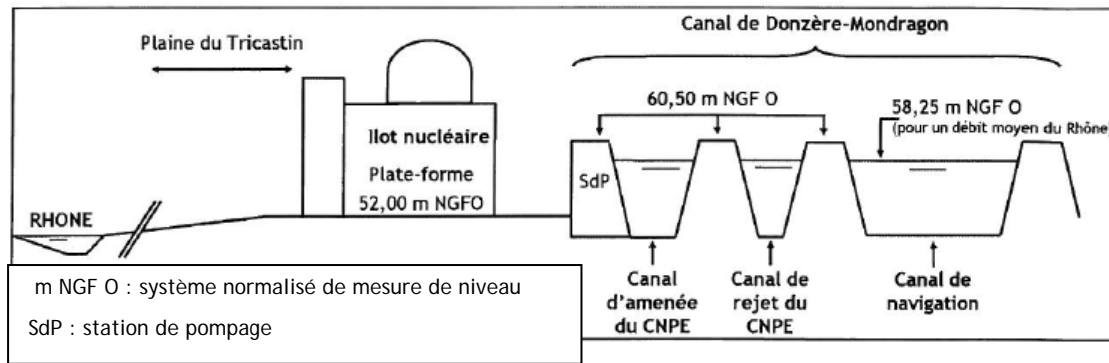 Canal de Donzère-Mondragon
Plaine du Tricastin
60,50 m NGF O
58,25 m NGF O
(pour un débit moyen du Rhône)
Ilot nucléaire
Plate-forme
52,00 m NGFO
SdP
RHONE
Canal
d'amenée
du CNPE
Canal de
rejet du
CNPE
Canal de
navigation
m NGF O : système normalisé de mesure de niveau
SdP : station de pompage